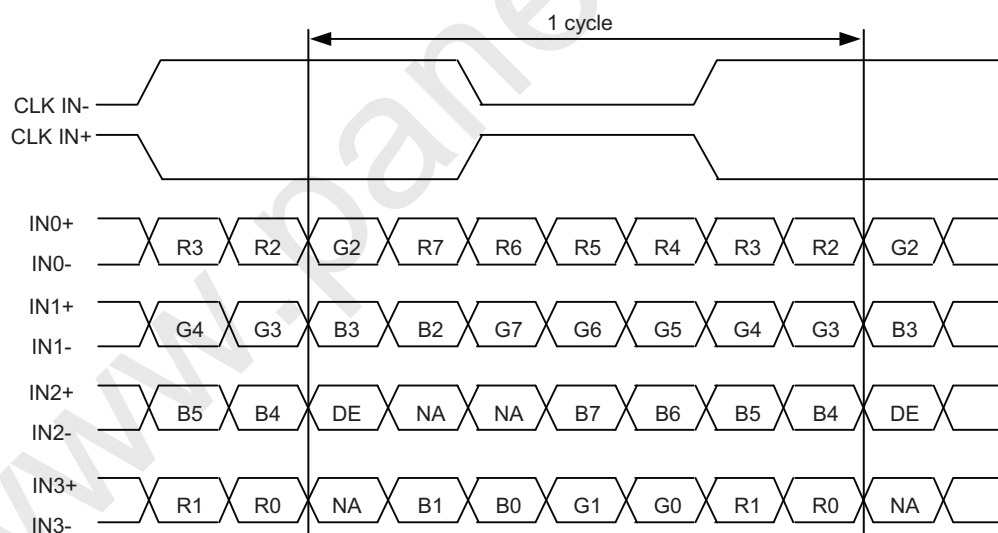 1 cycle
CLK IN-
CLK IN+
IN0+
R3 R2 G2 R7 R6 R5 R4 R3 R2 G2
IN0-
IN1+
G4 G3 B3 B2 G7 G6 G5 G4 G3 B3
IN1-
IN2+
B5 B4 DE NA NA B7 B6 B5 B4 DE
IN2-
IN3+
R1 R0 NA B1 B0 G1 G0 R1 R0 NA
IN3-
www.pane